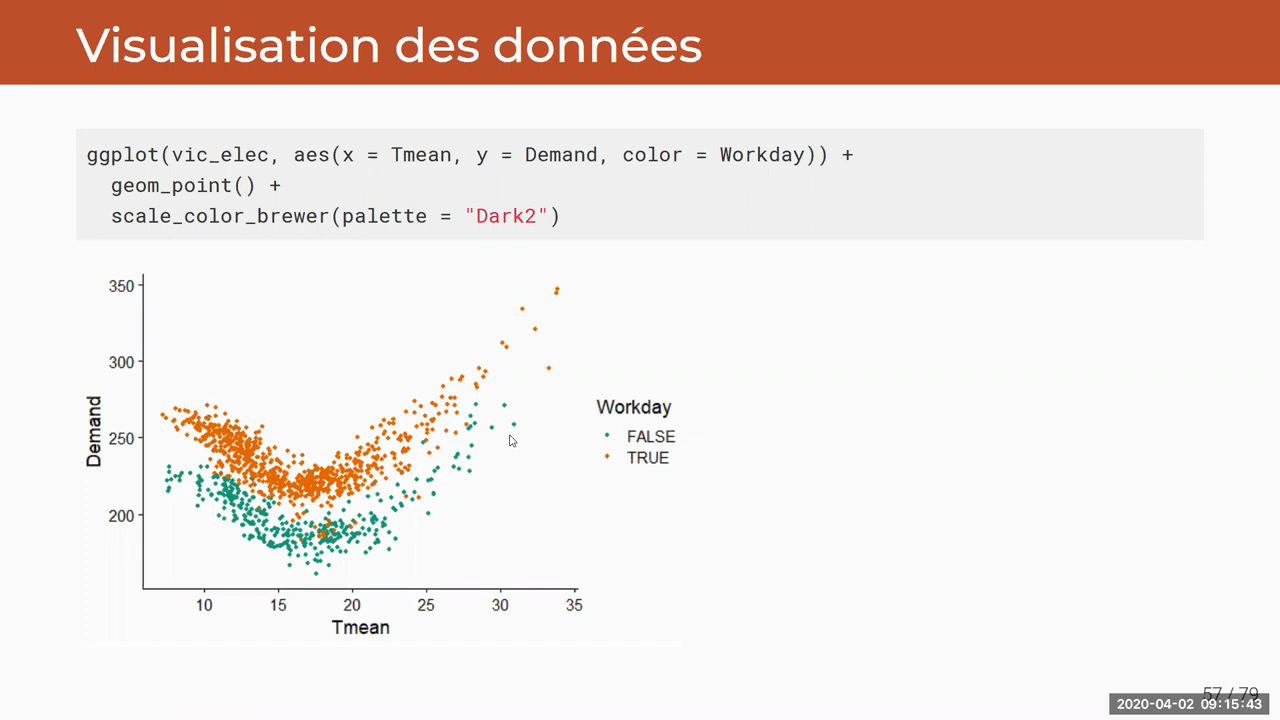 Visualisation des données
ggplot(vic_elec, aes(x = Tmean, y = Demand, color = Workday)) +
  geom_point() +
  scale_color_brewer(palette = "Dark2")
350
300
250
200
Demand
10 15 20 25 30 35
Tmean
Workday
FALSE
TRUE
57 / 79
2020-04-02 09:15:43